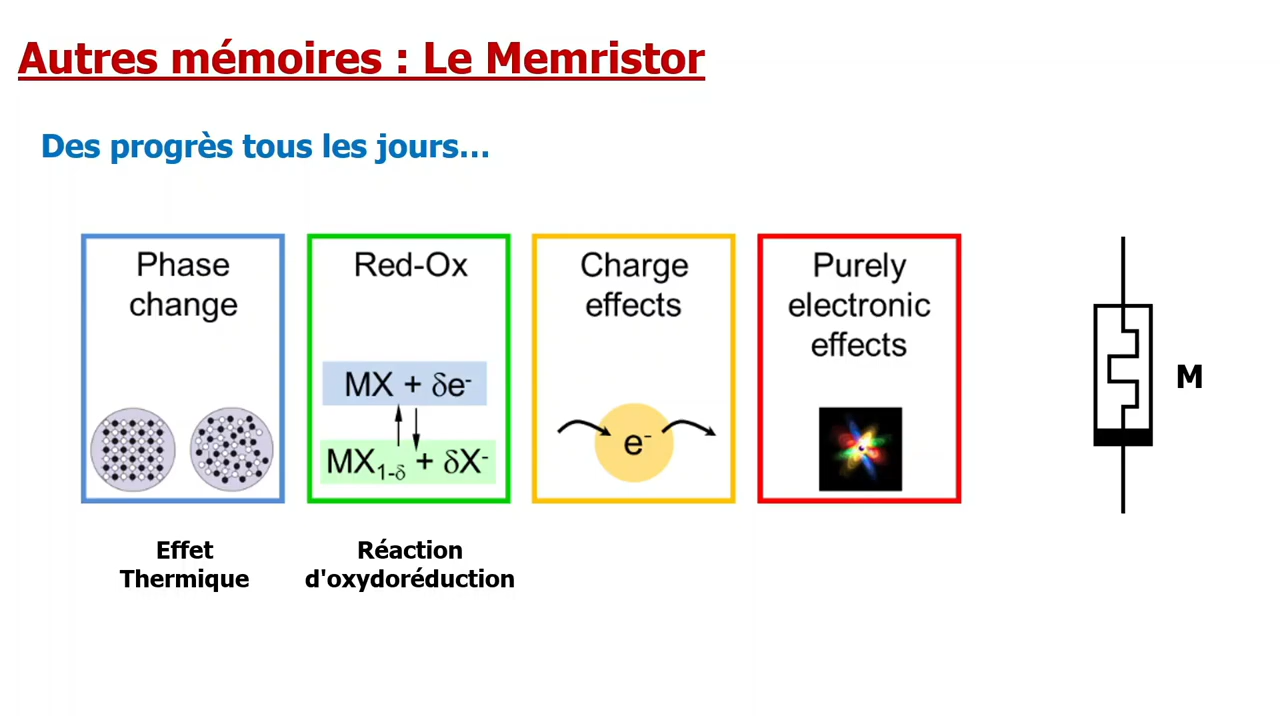 Autres mémoires : Le Memristor
Des progrès tous les jours...
Phase
change
Red-Ox
MX + δe⁻
MX₁₋δ + δX⁻
Charge
effects
e⁻
Purely
electronic
effects
M
Effet
Thermique
Réaction
d'oxydoréduction